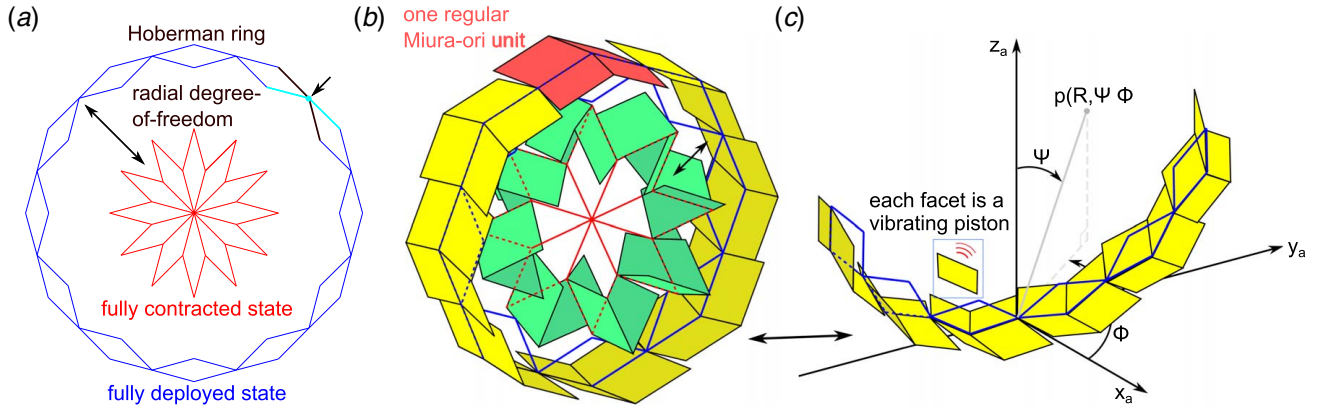 (a)
Hoberman ring
radial degree-
of-freedom
fully contracted state
fully deployed state
(b)
one regular
Miura-ori unit
(c)
z_a
p(R,Ψ Φ
Ψ
each facet is a
vibrating piston
y_a
Φ
x_a